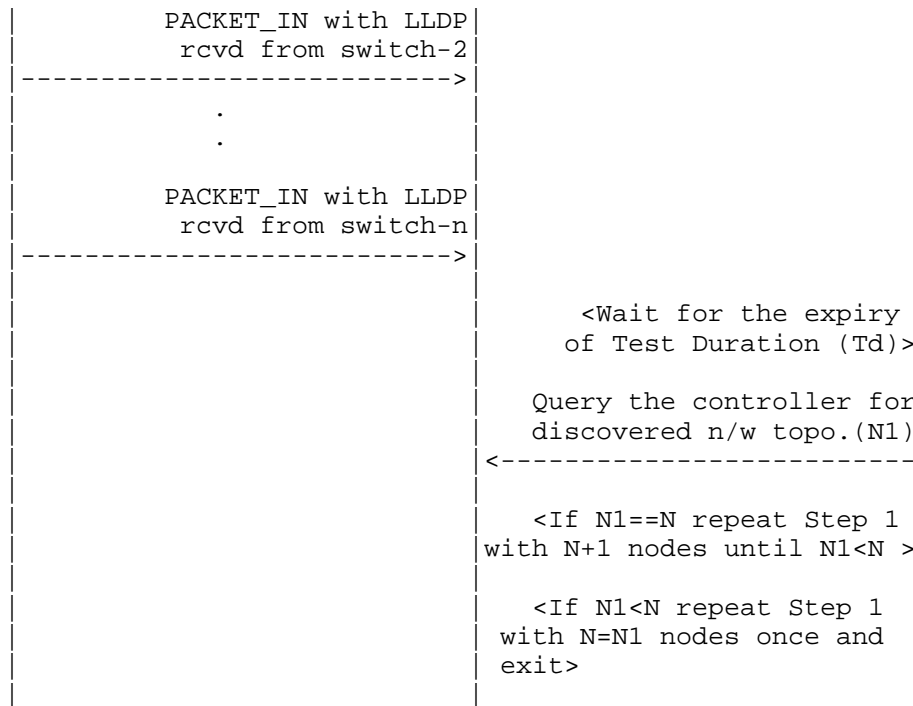 PACKET_IN with LLDP
rcvd from switch-2
--------------------------->
.
.
PACKET_IN with LLDP
rcvd from switch-n
--------------------------->
<Wait for the expiry
of Test Duration (Td)>
Query the controller for
discovered n/w topo.(N1)
<--------------------------
<If N1==N repeat Step 1
with N+1 nodes until N1<N >
<If N1<N repeat Step 1
with N=N1 nodes once and
exit>